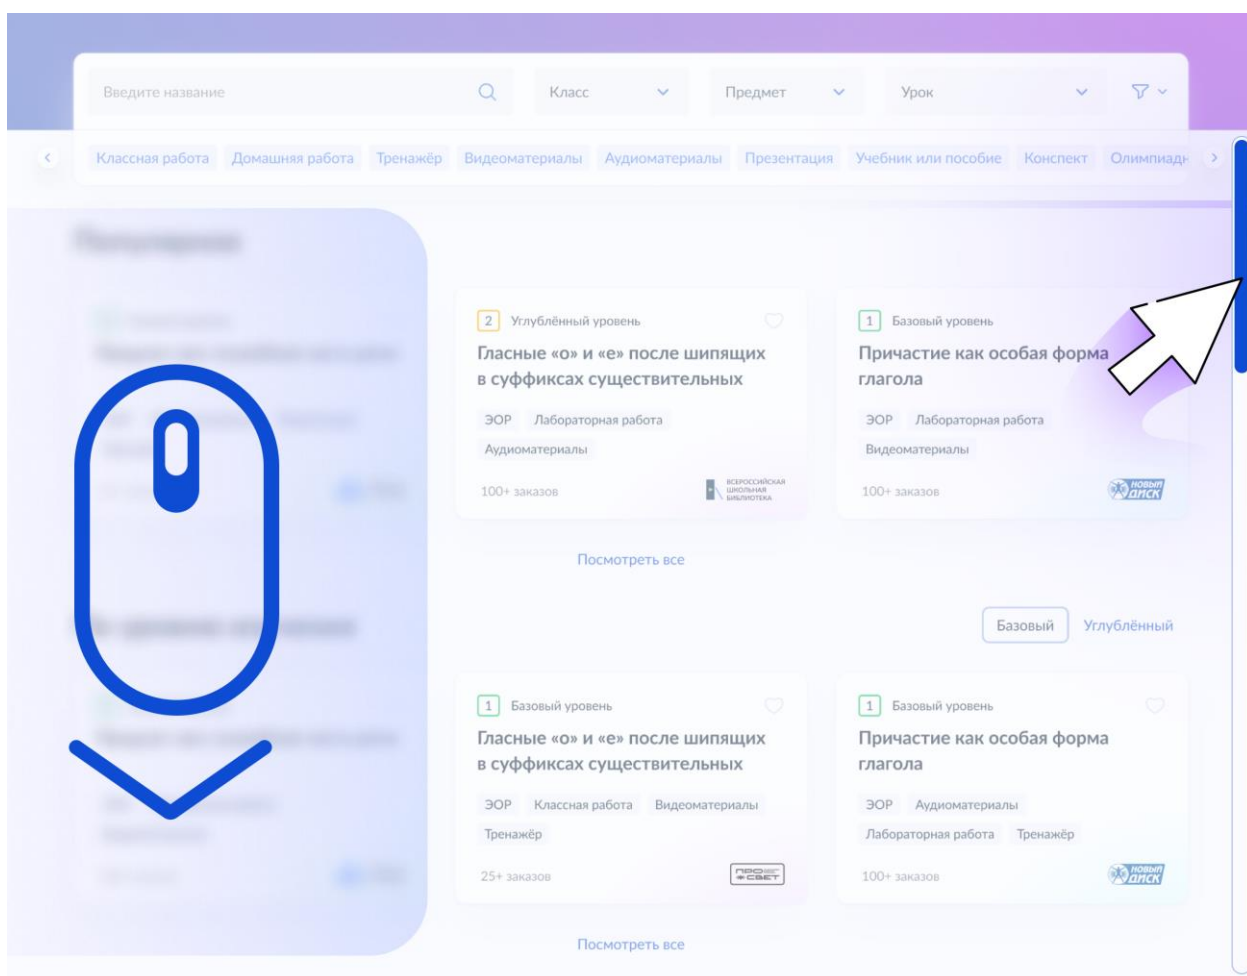 Введите название
Класс
Предмет
Урок
Классная работа Домашняя работа Тренажёр Видеоматериалы Аудиоматериалы Презентация Учебник или пособие Конспект Олимпиадн
Популярное
2 Углублённый уровень
Гласные «о» и «е» после шипящих
в суффиксах существительных
ЭОР Лабораторная работа
Аудиоматериалы
100+ заказов
ВСЕРОССИЙСКАЯ
ШКОЛЬНАЯ
БИБЛИОТЕКА
1 Базовый уровень
Причастие как особая форма
глагола
ЭОР Лабораторная работа
Видеоматериалы
100+ заказов
НОВЫЙ
ДИСК
Посмотреть все
Базовый Углублённый
1 Базовый уровень
Гласные «о» и «е» после шипящих
в суффиксах существительных
ЭОР Классная работа Видеоматериалы
Тренажёр
25+ заказов
ПРО
СВЕТ
1 Базовый уровень
Причастие как особая форма
глагола
ЭОР Аудиоматериалы
Лабораторная работа Тренажёр
100+ заказов
НОВЫЙ
ДИСК
Посмотреть все